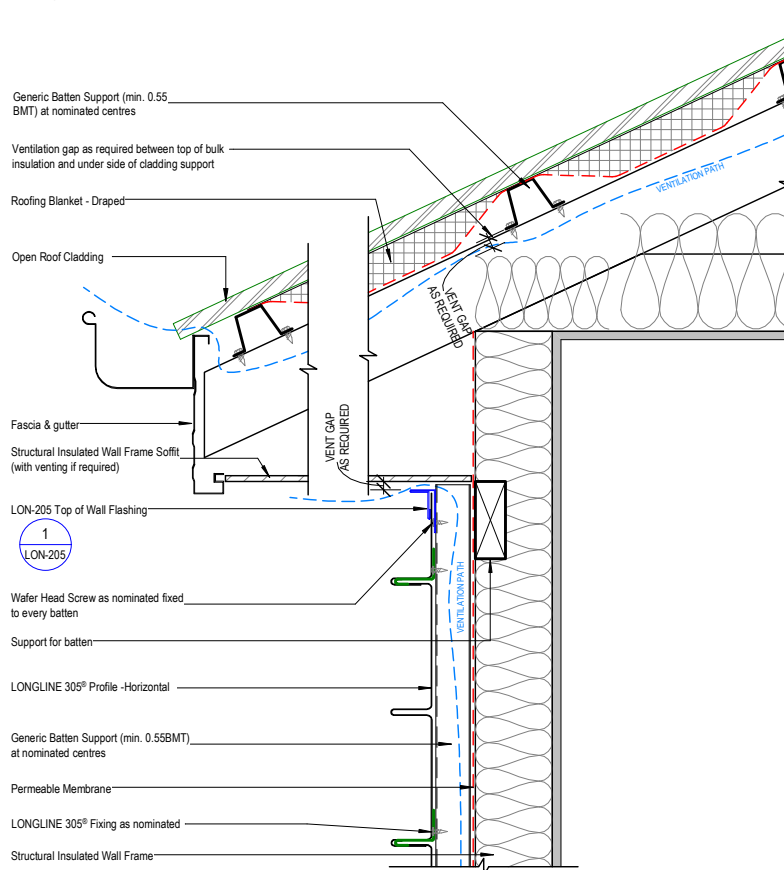 Generic Batten Support (min. 0.55
BMT) at nominated centres
Ventilation gap as required between top of bulk
insulation and under side of cladding support
Roofing Blanket - Draped
Open Roof Cladding
Fascia & gutter
Structural Insulated Wall Frame Soffit
(with venting if required)
LON-205 Top of Wall Flashing
1
LON-205
Wafer Head Screw as nominated fixed
to every batten
Support for batten
LONGLINE 305® Profile -Horizontal
Generic Batten Support (min. 0.55BMT)
at nominated centres
Permeable Membrane
LONGLINE 305® Fixing as nominated
Structural Insulated Wall Frame
VENT GAP
AS REQUIRED
VENT GAP
AS REQUIRED
VENTILATION PATH
VENTILATION PATH